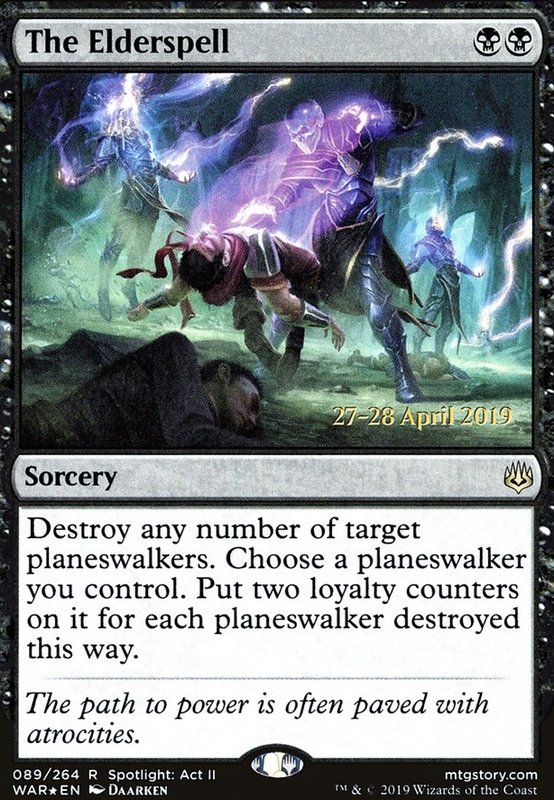 The Elderspell
27-28 April 2019
Sorcery
Destroy any number of target
planeswalkers. Choose a planeswalker
you control. Put two loyalty counters
on it for each planeswalker destroyed
this way.
The path to power is often paved with
atrocities.
089/264 R Spotlight: Act II mtgstory.com
WAR★EN Daarken ™ & © 2019 Wizards of the Coast